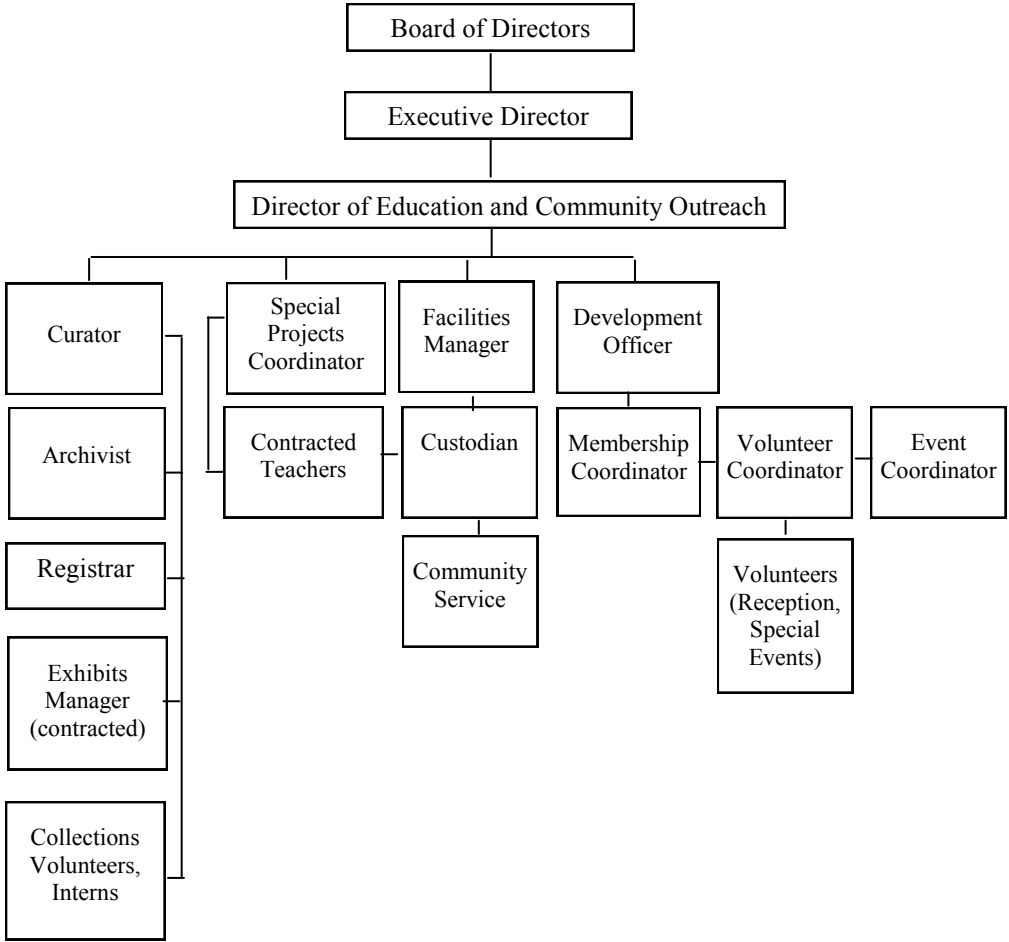 Board of Directors
Executive Director
Director of Education and Community Outreach
Curator
Special
Projects
Coordinator
Facilities
Manager
Development
Officer
Archivist
Contracted
Teachers
Custodian
Membership
Coordinator
Volunteer
Coordinator
Event
Coordinator
Registrar
Community
Service
Volunteers
(Reception,
Special
Events)
Exhibits
Manager
(contracted)
Collections
Volunteers,
Interns